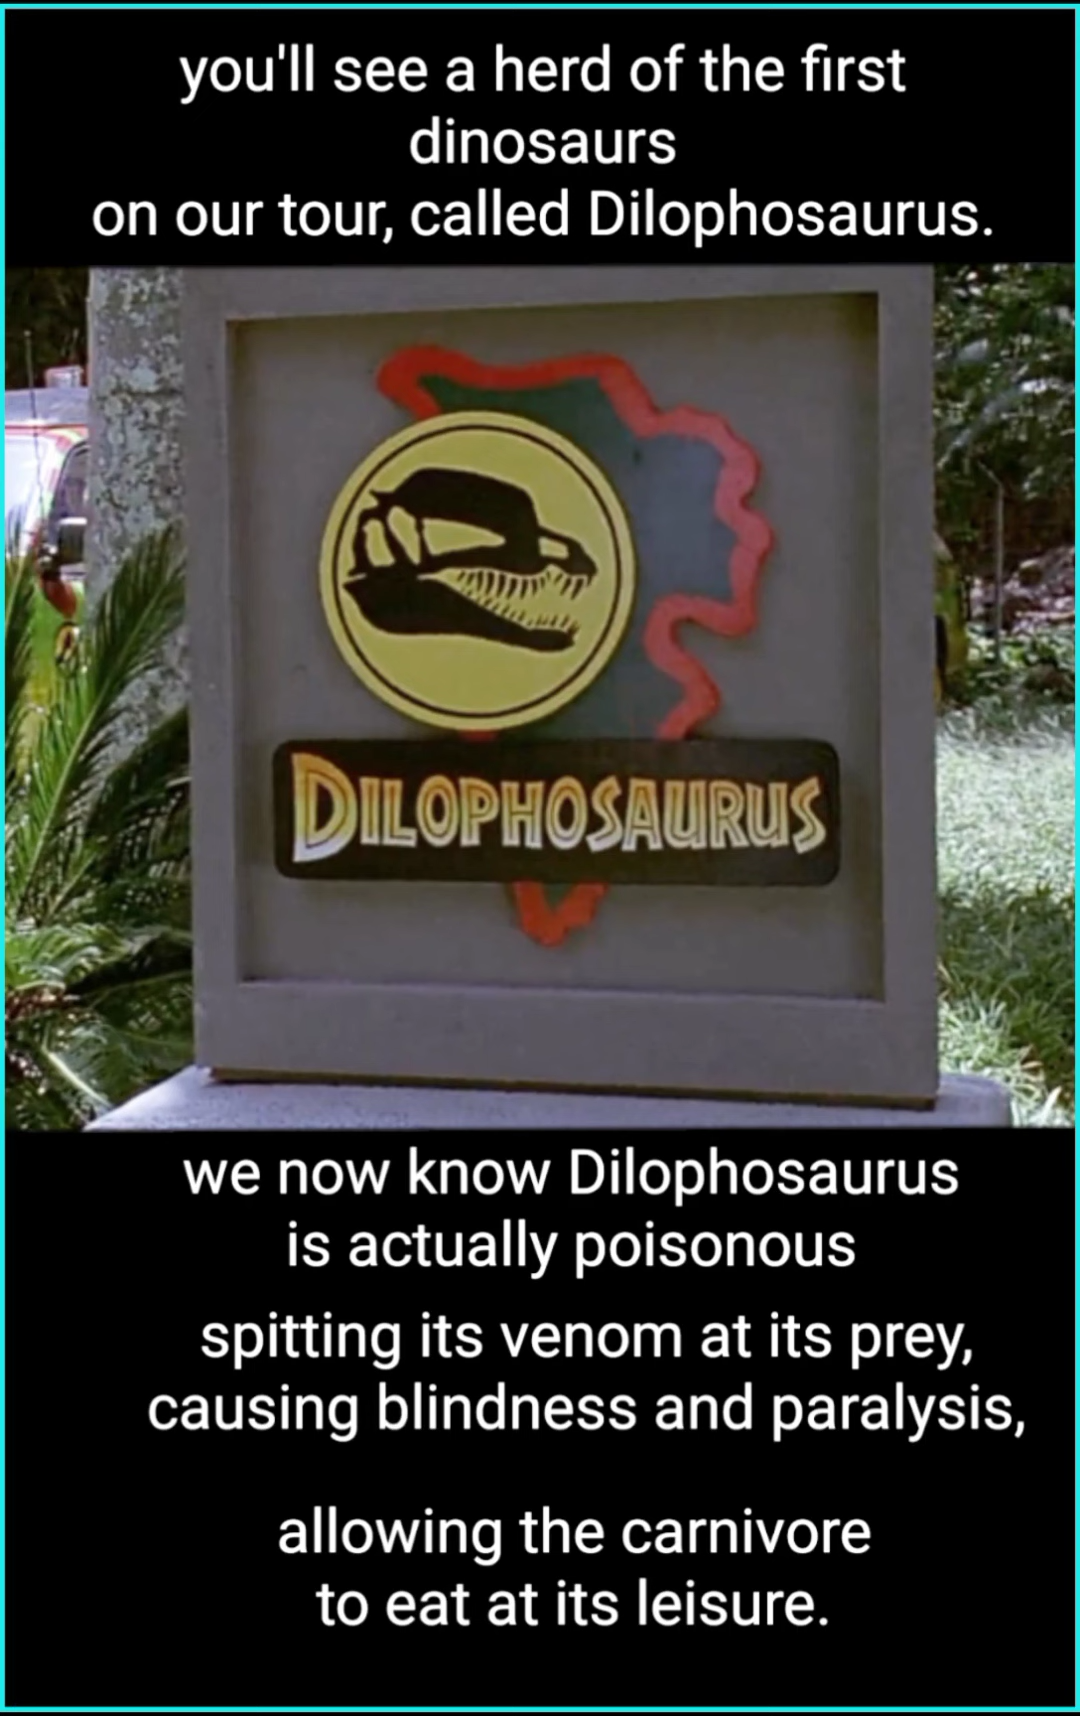 you'll see a herd of the first
dinosaurs
on our tour, called Dilophosaurus.
DILOPHOSAURUS
we now know Dilophosaurus
is actually poisonous
spitting its venom at its prey,
causing blindness and paralysis,
allowing the carnivore
to eat at its leisure.